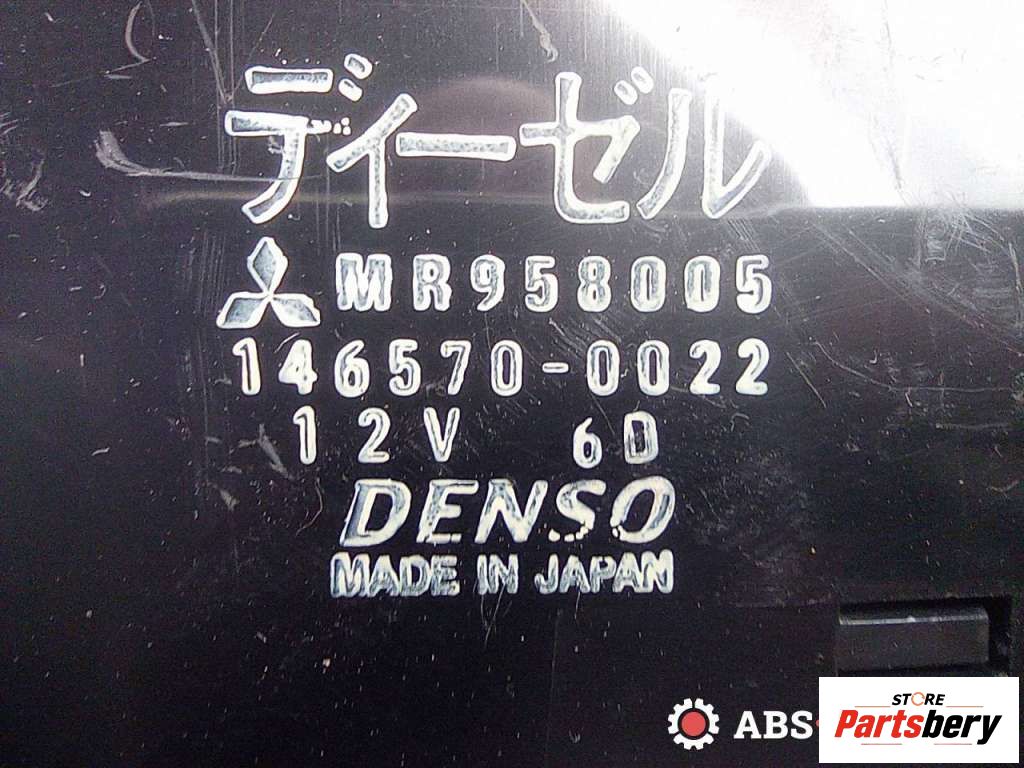 ディーゼル
MR958005
146570-0022
12V 6D
DENSO
MADE IN JAPAN
ABS-
STORE
Partsbery